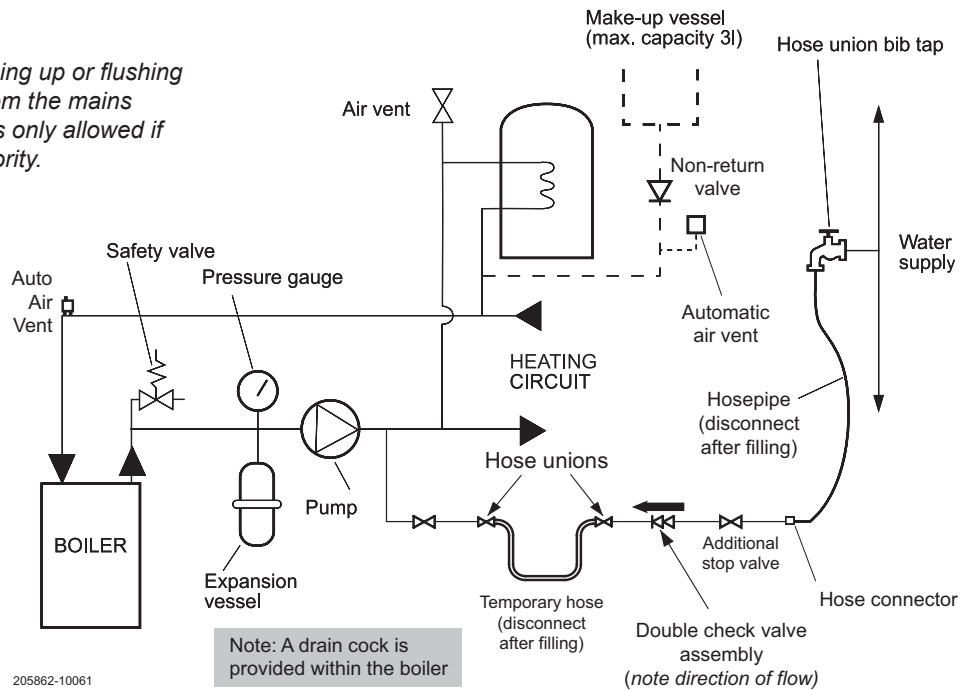 ing up or flushing
the mains
s only allowed if
Make-up vessel
(max. capacity 3l)
Hose union bib tap
Air vent
Non-return
valve
Safety valve
Pressure gauge
Auto
Air
Vent
Water
supply
Automatic
air vent
HEATING
CIRCUIT
Hosepipe
(disconnect
after filling)
Hose unions
Pump
BOILER
Additional
stop valve
Expansion
vessel
Temporary hose
(disconnect
after filling)
Hose connector
Double check valve
assembly
(note direction of flow)
Note: A drain cock is
provided within the boiler
205862-10061